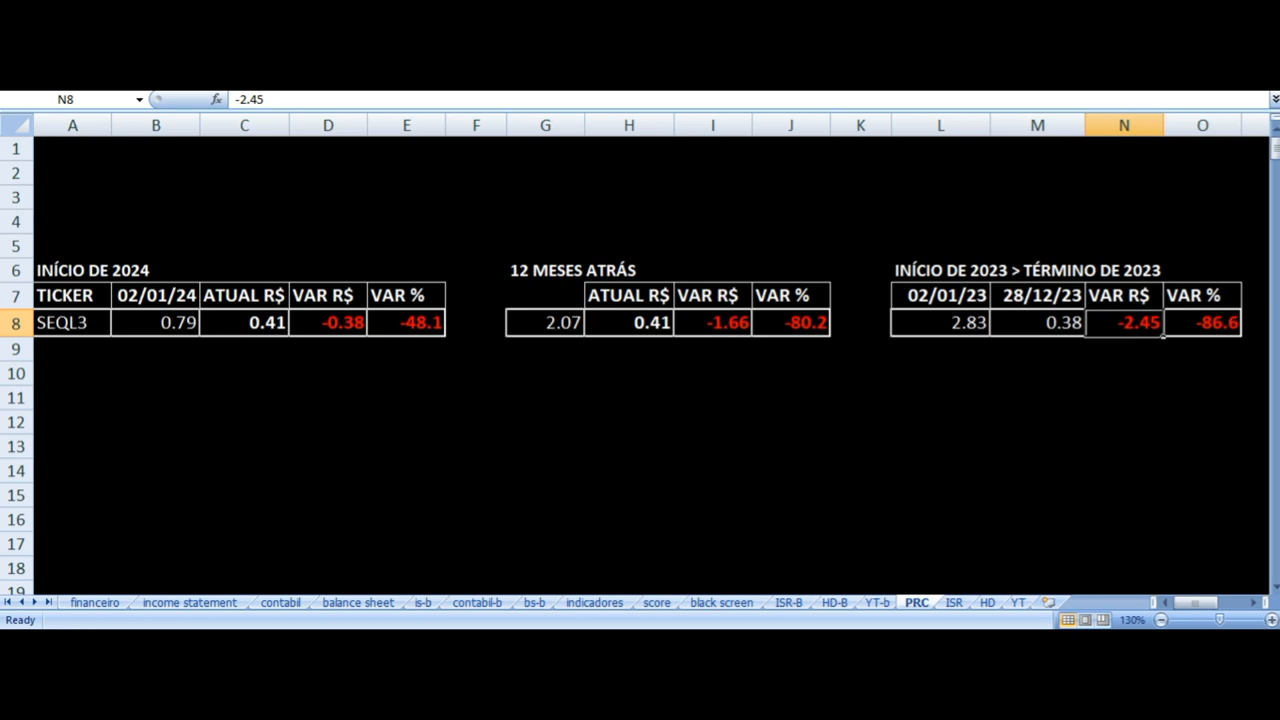 N8 fx -2.45
A B C D E F G H I J K L M N O
1
2
3
4
5
6 INÍCIO DE 2024 12 MESES ATRÁS INÍCIO DE 2023 > TÉRMINO DE 2023
7 TICKER 02/01/24 ATUAL R$ VAR R$ VAR % ATUAL R$ VAR R$ VAR % 02/01/23 28/12/23 VAR R$ VAR %
8 SEQL3 0.79 0.41 -0.38 -48.1 2.07 0.41 -1.66 -80.2 2.83 0.38 -2.45 -86.6
9
10
11
12
13
14
15
16
17
18
19
financeiro income statement contabil balance sheet is-b contabil-b bs-b indicadores score black screen ISR-B HD-B YT-b PRC ISR HD YT
Ready 130%